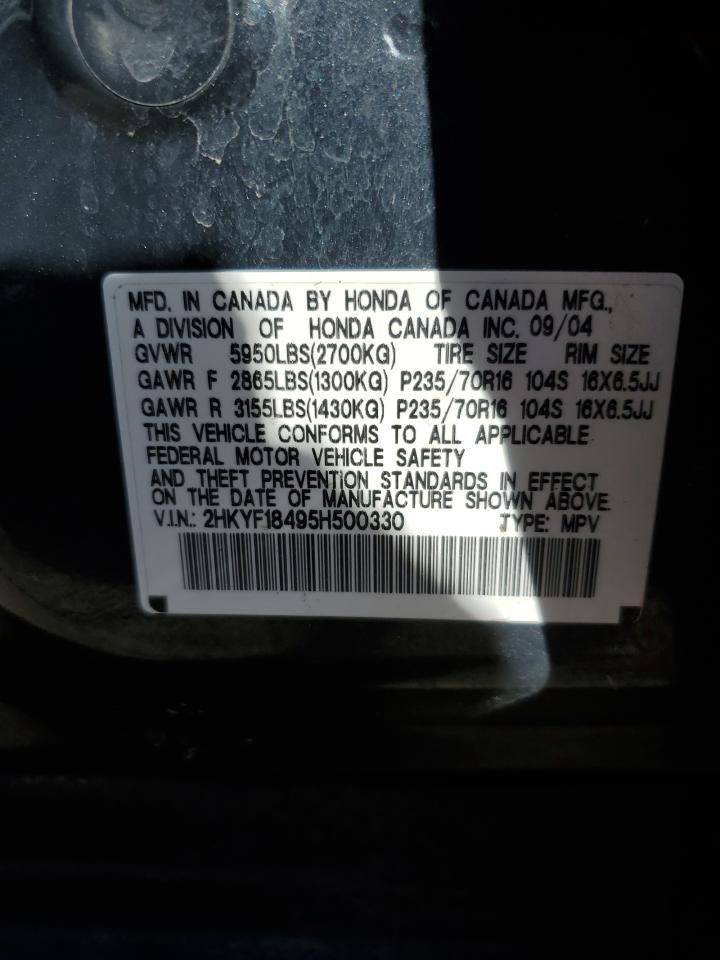 MFD. IN CANADA BY HONDA OF CANADA MFG.,
A DIVISION OF HONDA CANADA INC. 09/04
GVWR 5950LBS(2700KG) TIRE SIZE RIM SIZE
GAWR F 2865LBS(1300KG) P235/70R16 104S 16X6.5JJ
GAWR R 3155LBS(1430KG) P235/70R16 104S 16X6.5JJ
THIS VEHICLE CONFORMS TO ALL APPLICABLE
FEDERAL MOTOR VEHICLE SAFETY
AND THEFT PREVENTION STANDARDS IN EFFECT
ON THE DATE OF MANUFACTURE SHOWN ABOVE.
V.I.N.: 2HKYF18495H500330 TYPE: MPV